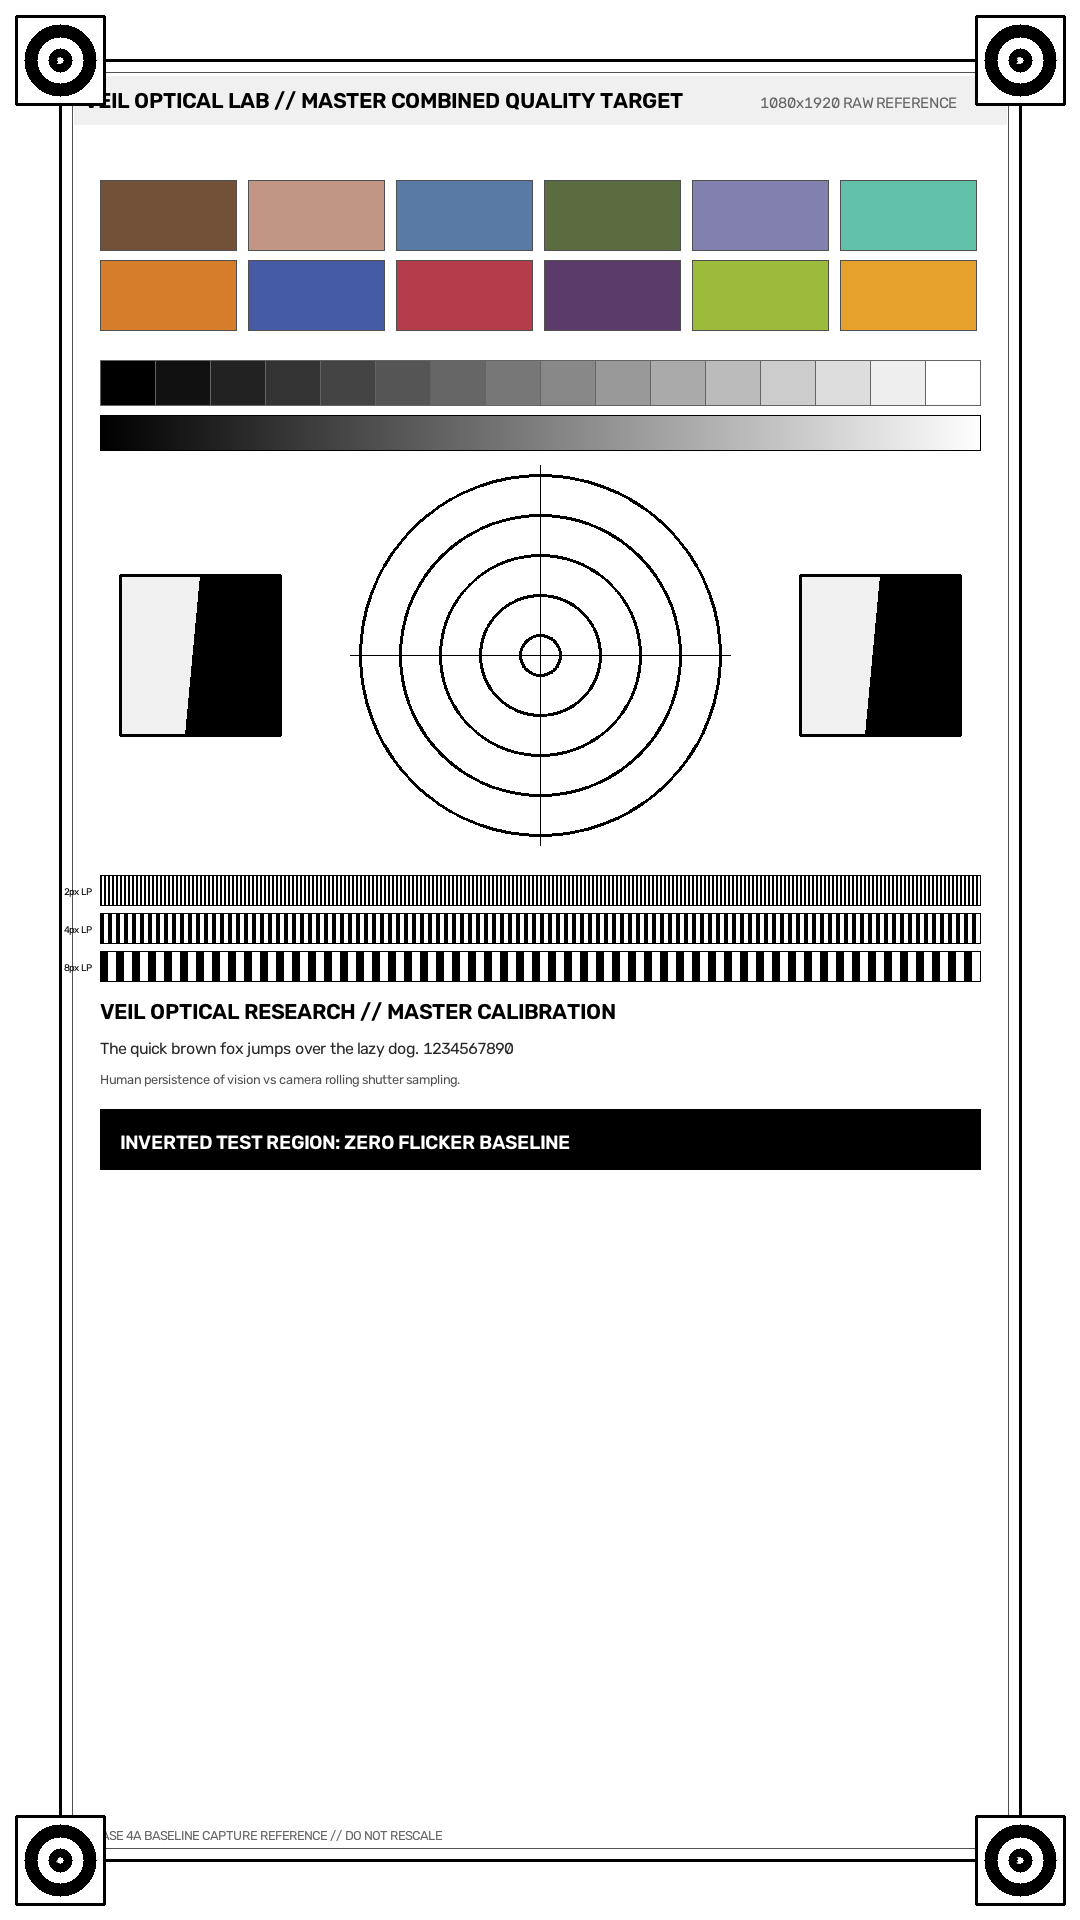 VEIL OPTICAL LAB // MASTER COMBINED QUALITY TARGET
1080x1920 RAW REFERENCE
2px LP
4px LP
8px LP
VEIL OPTICAL RESEARCH // MASTER CALIBRATION
The quick brown fox jumps over the lazy dog. 1234567890
Human persistence of vision vs camera rolling shutter sampling.
INVERTED TEST REGION: ZERO FLICKER BASELINE
4A BASELINE CAPTURE REFERENCE // DO NOT RESCALE